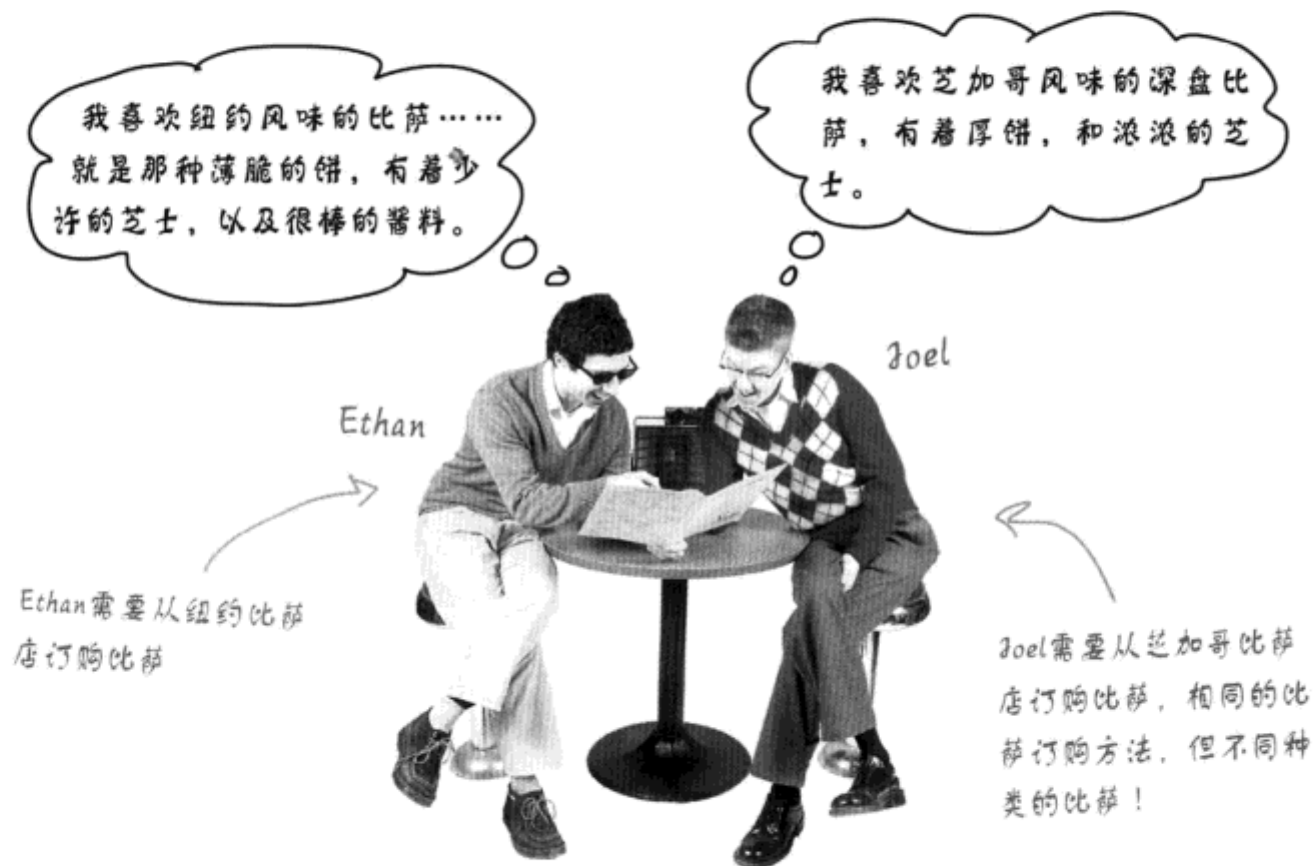 我喜欢纽约风味的比萨……
就是那种薄脆的饼，有着少
许的芝士，以及很棒的酱料。
我喜欢芝加哥风味的深盘比
萨，有着厚饼，和浓浓的芝
士。
Ethan
Joel
Ethan需要从纽约比萨
店订购比萨
Joel需要从芝加哥比萨
店订购比萨，相同的比
萨订购方法，但不同种
类的比萨！